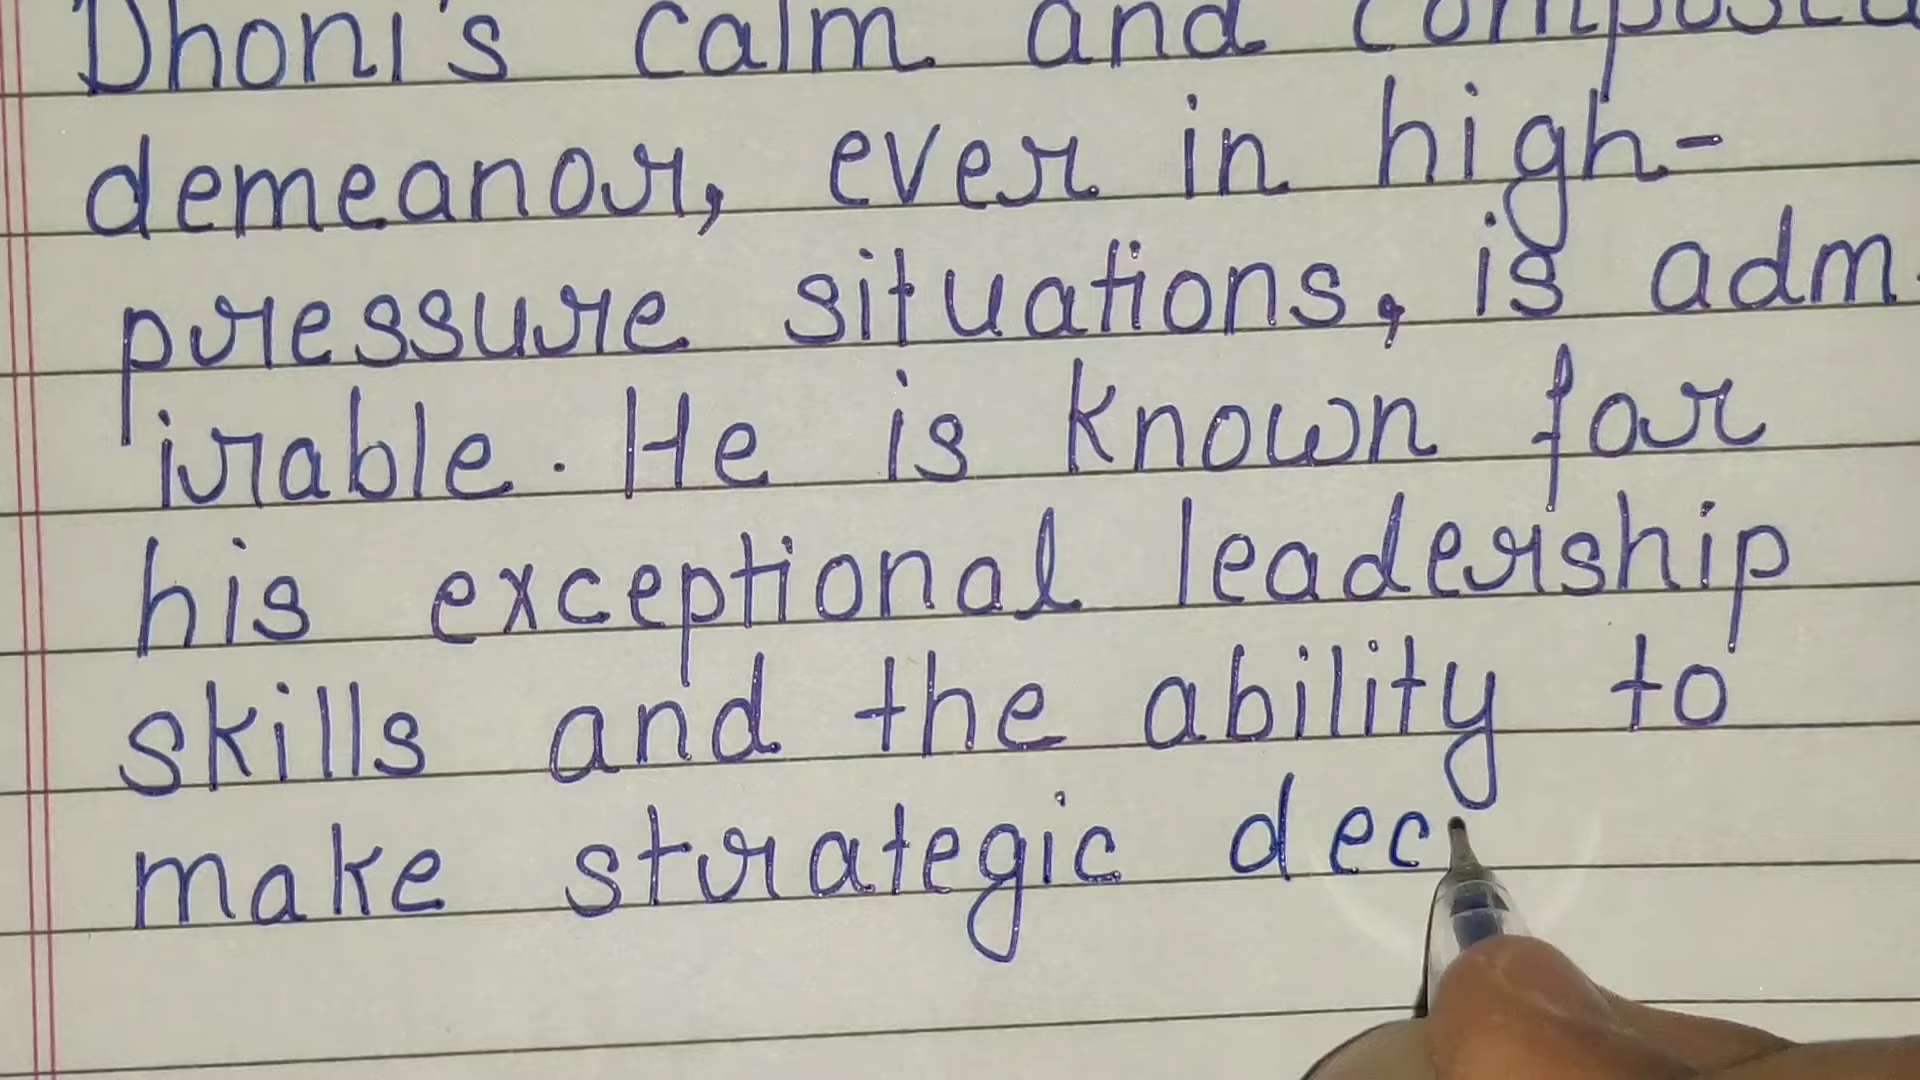 Dhoni's calm and composed
demeanor, ever in high-
pressure situations, is adm
irable. He is known for
his exceptional leadership
skills and the ability to
make strategic dec